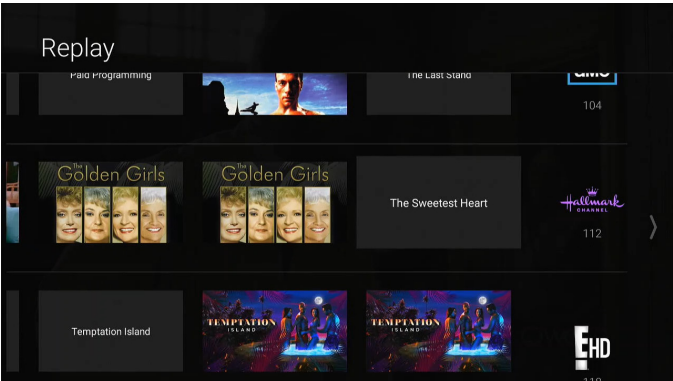 Replay
Paid Programming
The Last Stand
amc
104
The
Golden Girls
The
Golden Girls
The Sweetest Heart
Hallmark
CHANNEL
112
Temptation Island
TEMPTATION
ISLAND
TEMPTATION
ISLAND
E! HD